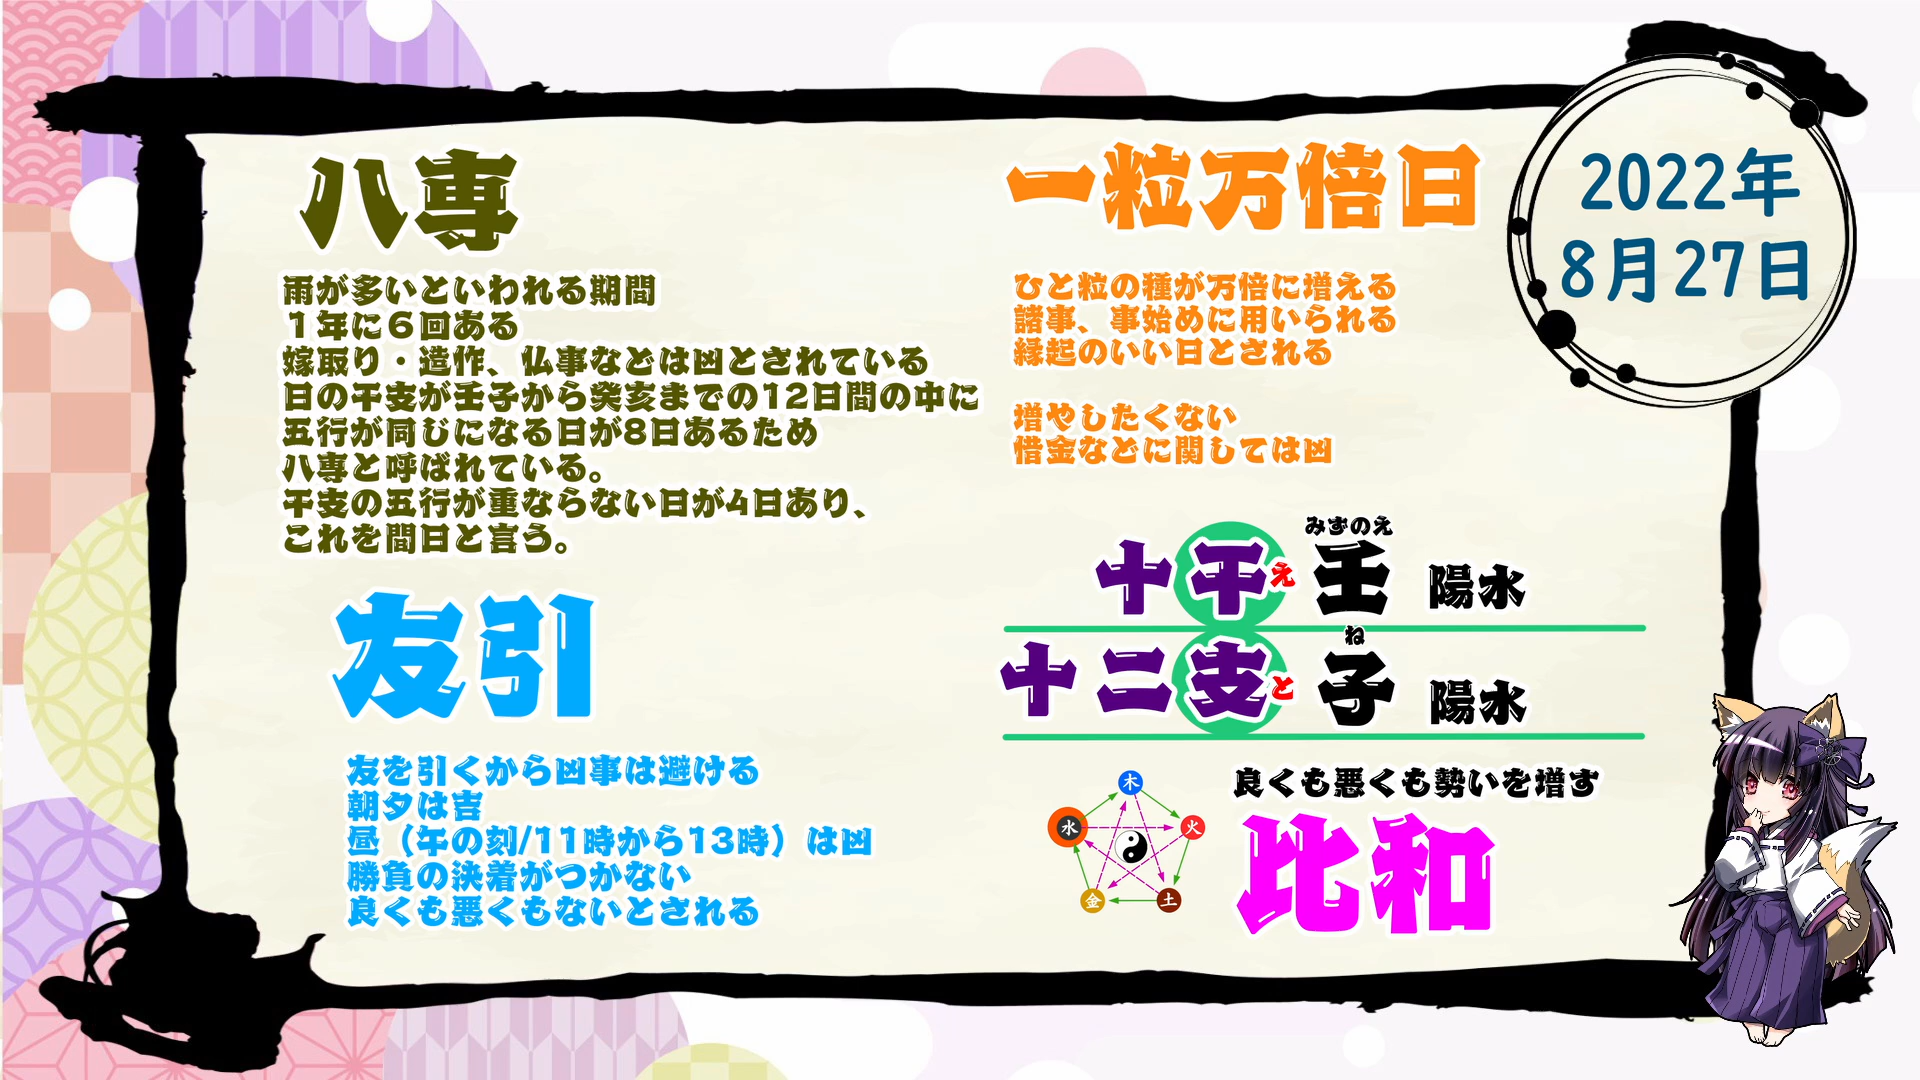 八専
雨が多いといわれる期間
１年に６回ある
嫁取り・造作、仏事などは凶とされている
日の干支が壬子から癸亥までの12日間の中に
五行が同じになる日が8日あるため
八専と呼ばれている。
干支の五行が重ならない日が4日あり、
これを間日と言う。
友引
友を引くから凶事は避ける
朝夕は吉
昼（午の刻/11時から13時）は凶
勝負の決着がつかない
良くも悪くもないとされる
一粒万倍日
ひと粒の種が万倍に増える
諸事、事始めに用いられる
縁起のいい日とされる
増やしたくない
借金などに関しては凶
2022年
8月27日
みずのえ
十干え 壬 陽水
ね
十二支と 子 陽水
良くも悪くも勢いを増す
比和
木
水 火
金 土